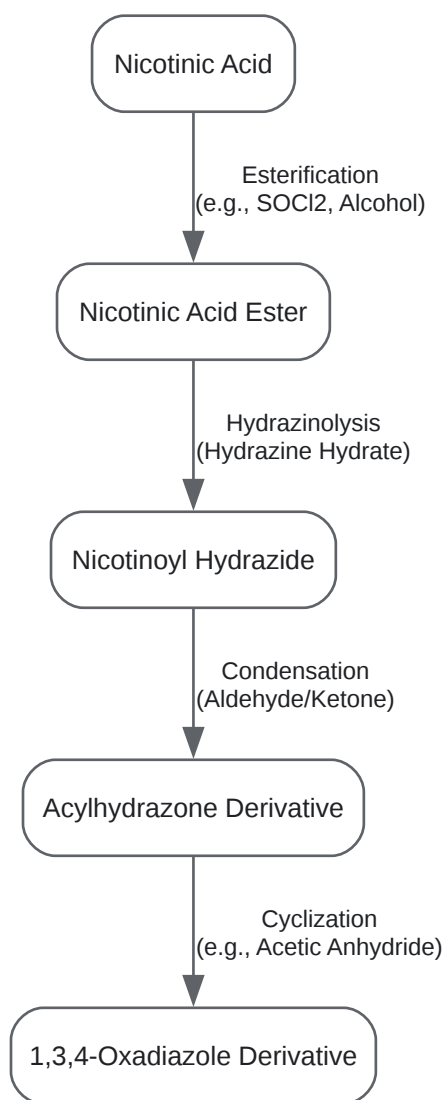 Nicotinic Acid
Esterification
(e.g., SOCl2, Alcohol)
Nicotinic Acid Ester
Hydrazinolysis
(Hydrazine Hydrate)
Nicotinoyl Hydrazide
Condensation
(Aldehyde/Ketone)
Acylhydrazone Derivative
Cyclization
(e.g., Acetic Anhydride)
1,3,4-Oxadiazole Derivative